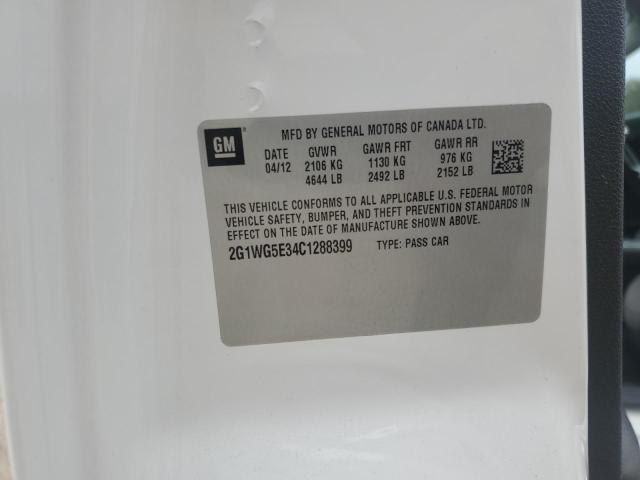 GM
MFD BY GENERAL MOTORS OF CANADA LTD.
DATE GVWR GAWR FRT GAWR RR
04/12 2106 KG 1130 KG 976 KG
4644 LB 2492 LB 2152 LB
THIS VEHICLE CONFORMS TO ALL APPLICABLE U.S. FEDERAL MOTOR
VEHICLE SAFETY, BUMPER, AND THEFT PREVENTION STANDARDS IN
EFFECT ON THE DATE OF MANUFACTURE SHOWN ABOVE.
2G1WG5E34C1288399 TYPE: PASS CAR